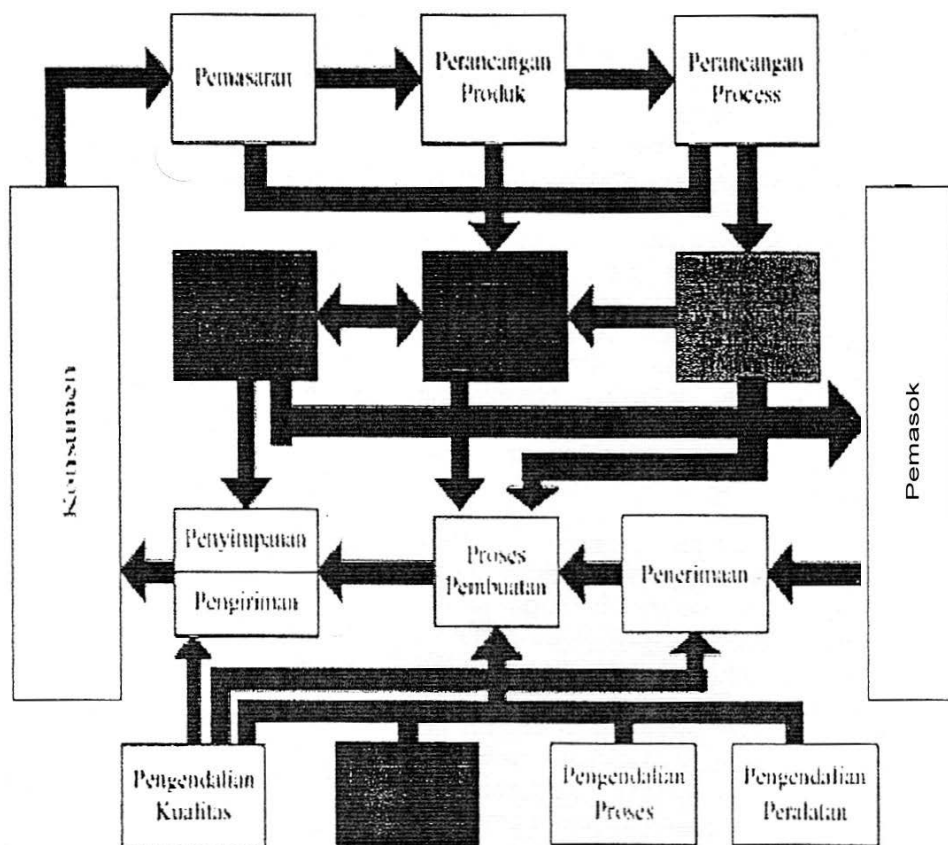 Pemasaran
Perancangan
Produk
Perancangan
Process
Konsumen
Pemasok
Penyimpanan
Pengiriman
Proses
Pembuatan
Penerimaan
Pengendalian
Kualitas
Pengendalian
Proses
Pengendalian
Peralatan